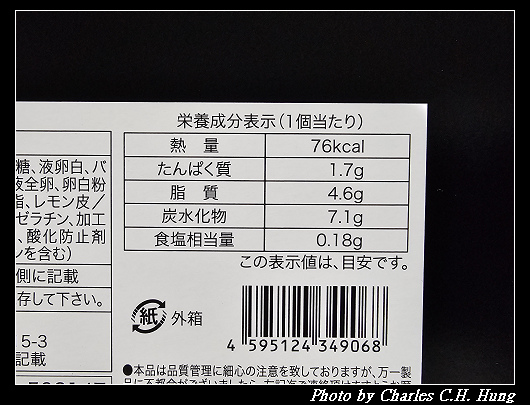 栄養成分表示(1個当たり)
熱 量 76kcal
たんぱく質 1.7g
脂 質 4.6g
炭水化物 7.1g
食塩相当量 0.18g
この表示値は、目安です。
糖、液卵白、バ
液全卵、卵白粉
脂、レモン皮/
ゼラチン、加工
、酸化防止剤
ンを含む)
側に記載
存して下さい。
5-3
記載
紙 外箱
4 595124 349068
●本品は品質管理に細心の注意を致しておりますが、万一製
Photo by Charles C.H. Hung